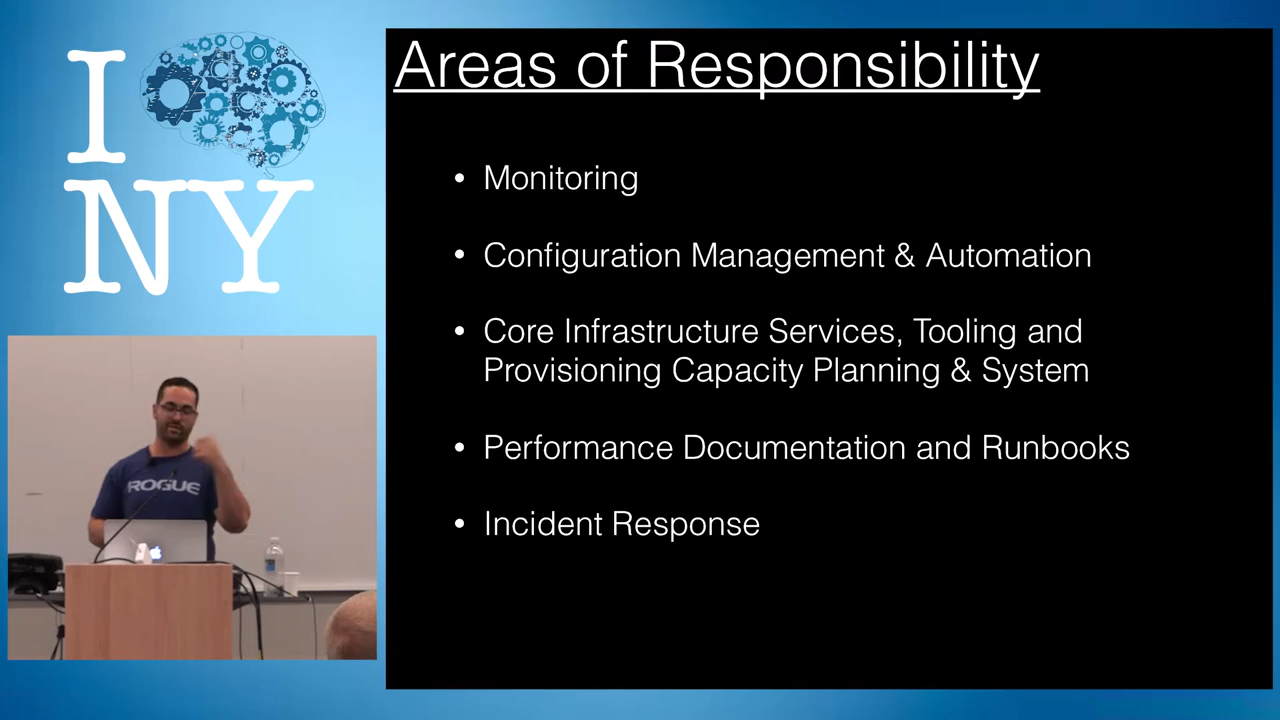 I
NY
Areas of Responsibility
• Monitoring
• Configuration Management & Automation
• Core Infrastructure Services, Tooling and
Provisioning Capacity Planning & System
• Performance Documentation and Runbooks
• Incident Response
ROGUE